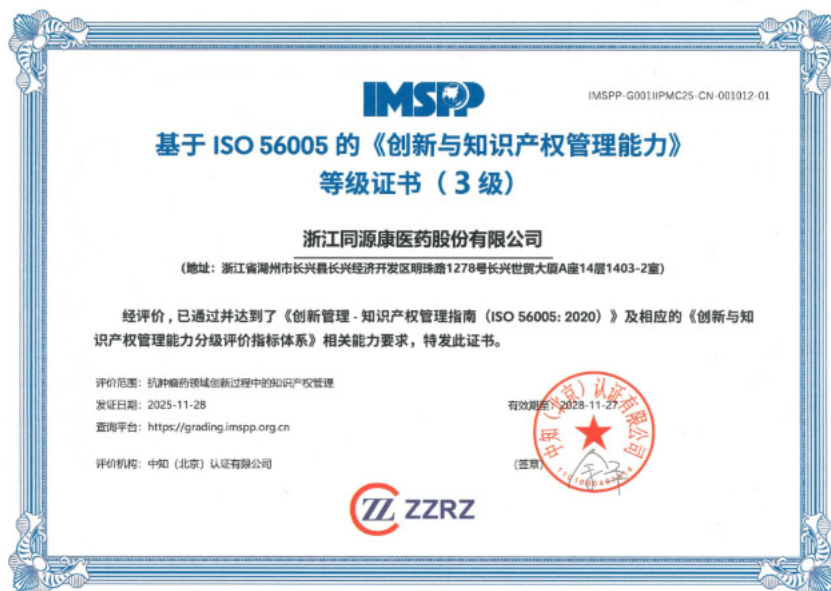 IMSPP
IMSPP-G001IIPMC25-CN-001012-01
基于 ISO 56005 的《创新与知识产权管理能力》
等级证书（3 级）
浙江同源康医药股份有限公司
(地址：浙江省湖州市长兴县长兴经济开发区明珠路1278号长兴世贸大厦A座14层1403-2室)
经评价，已通过并达到了《创新管理 - 知识产权管理指南（ISO 56005: 2020）》及相应的《创新与知
识产权管理能力分级评价指标体系》相关能力要求，特发此证书。
评价范围：抗肿瘤药领域创新过程中的知识产权管理
发证日期：2025-11-28
有效期至：2028-11-27
查询平台：https://grading.imspp.org.cn
评价机构：中知（北京）认证有限公司
(签章)
中知（北京）认证有限公司
ZZRZ